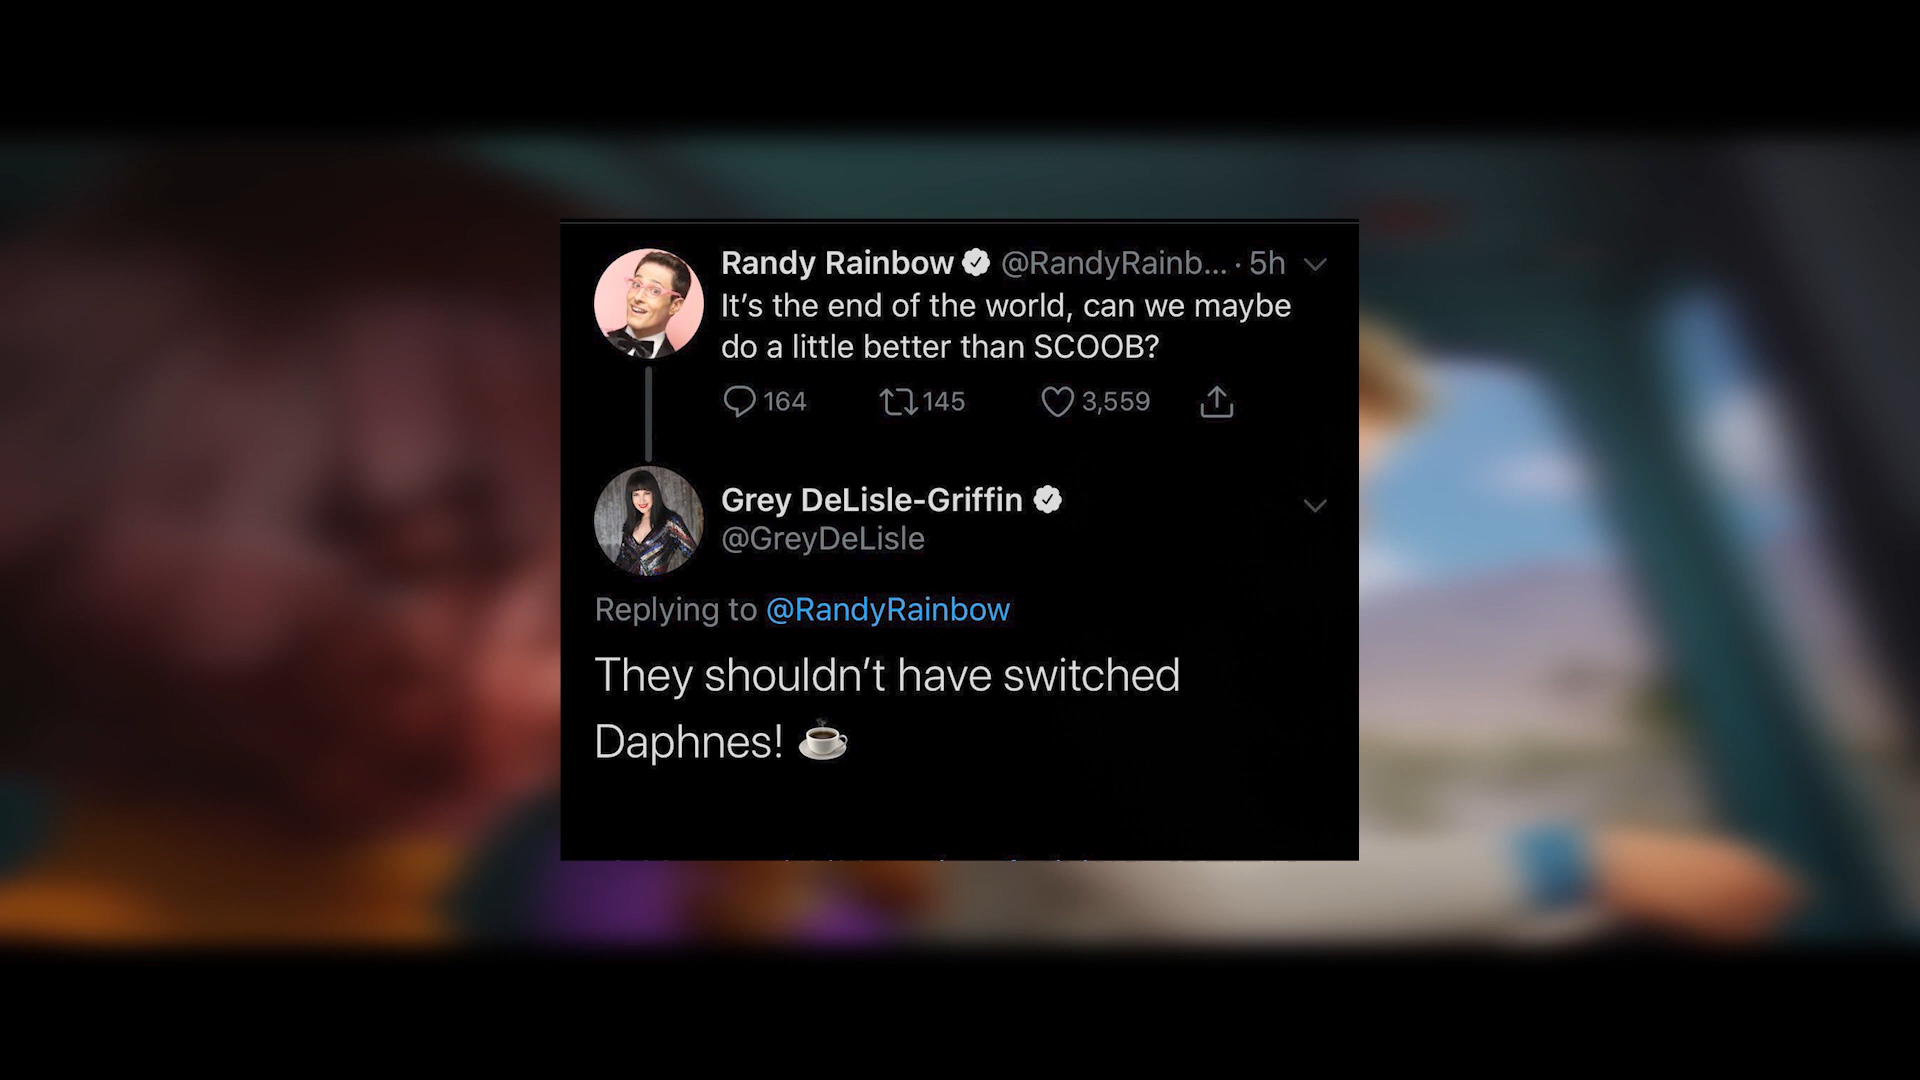 Randy Rainbow @RandyRainb... · 5h
It's the end of the world, can we maybe
do a little better than SCOOB?
164 145 3,559
Grey DeLisle-Griffin
@GreyDeLisle
Replying to @RandyRainbow
They shouldn't have switched
Daphnes! ☕